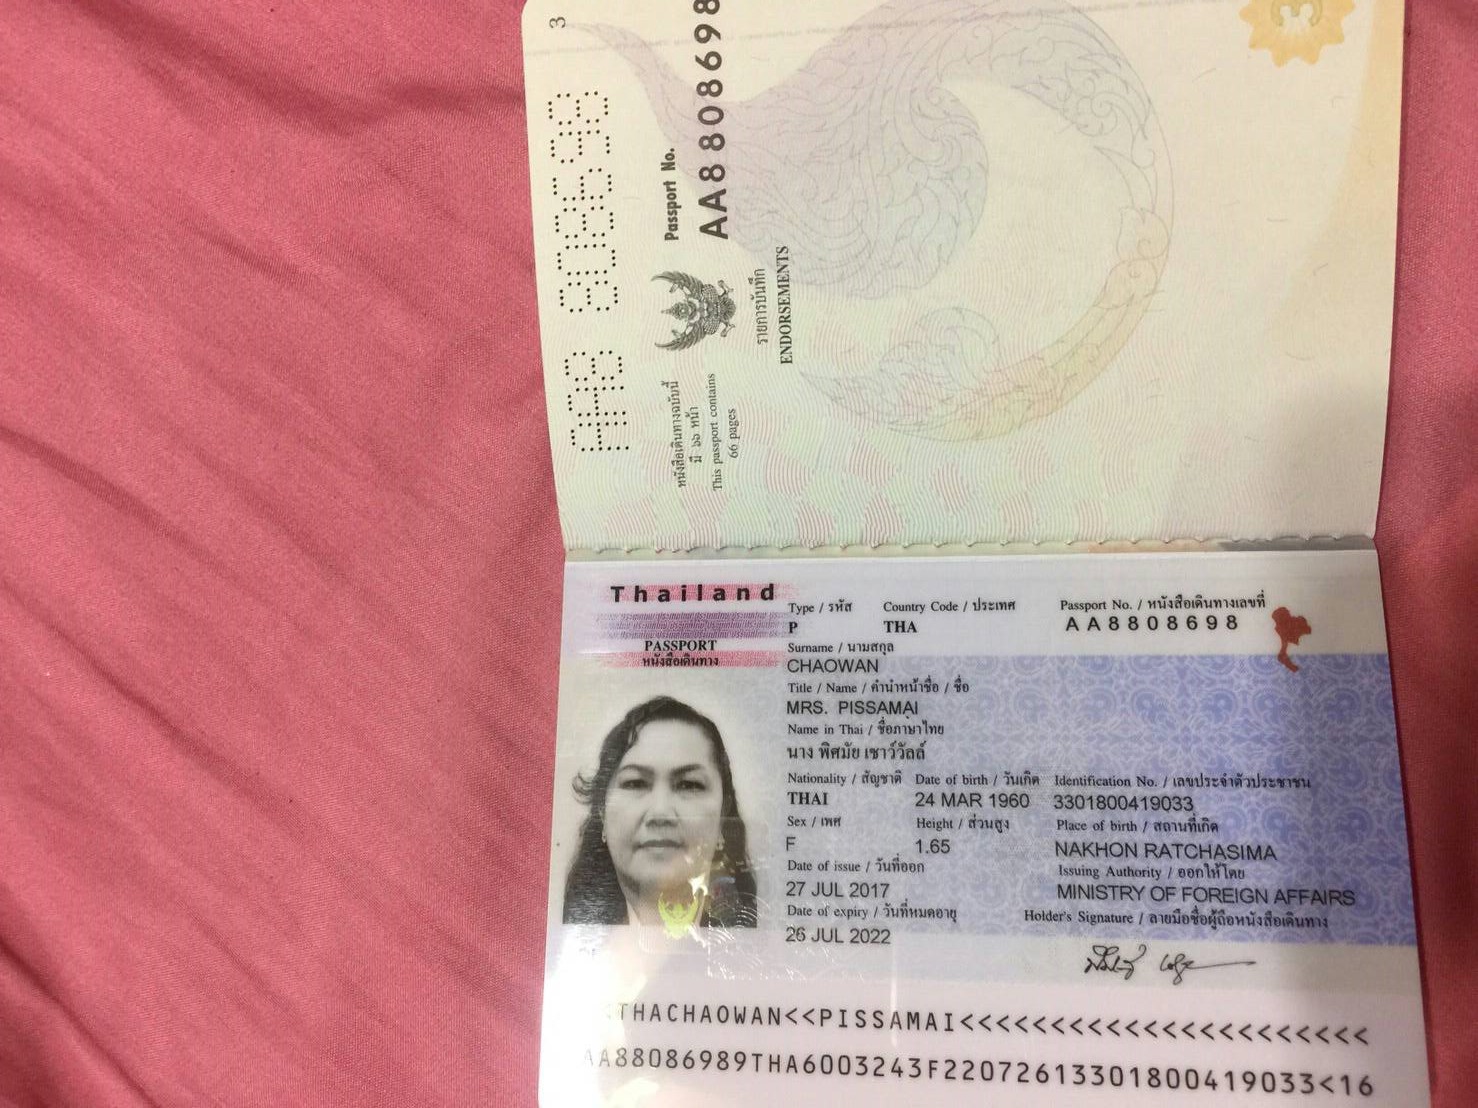 3
AA8808698
Passport No.
AA8808698
หนังสือเดินทางฉบับนี้
มี ๖๖ หน้า
This passport contains
66 pages
รายการบันทึก
ENDORSEMENTS
3
Thailand
PASSPORT
หนังสือเดินทาง
Type / รหัส Country Code / ประเทศ Passport No. / หนังสือเดินทางเลขที่
P THA AA8808698
Surname / นามสกุล
CHAOWAN
Title / Name / คำนำหน้าชื่อ / ชื่อ
MRS. PISSAMAI
Name in Thai / ชื่อภาษาไทย
นาง พิศมัย เชาว์วัลล์
Nationality / สัญชาติ Date of birth / วันเกิด Identification No. / เลขประจำตัวประชาชน
THAI 24 MAR 1960 3301800419033
Sex / เพศ Height / ส่วนสูง Place of birth / สถานที่เกิด
F 1.65 NAKHON RATCHASIMA
Date of issue / วันที่ออก Issuing Authority / ออกให้โดย
27 JUL 2017 MINISTRY OF FOREIGN AFFAIRS
Date of expiry / วันที่หมดอายุ Holder's Signature / ลายมือชื่อผู้ถือหนังสือเดินทาง
26 JUL 2022
<THACHAOWAN<<PISSAMAI<<<<<<<<<<<<<<<<<<<<<<<
AA88086989THA6003243F22072613301800419033<16